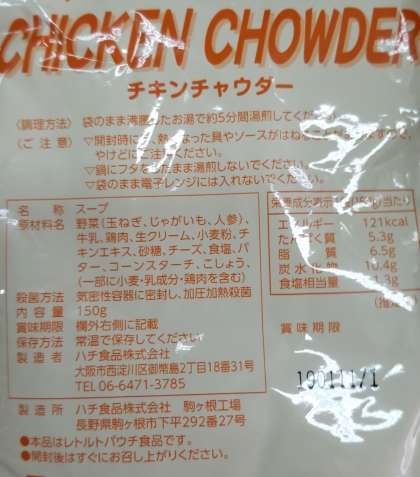 CHICKEN CHOWDER
チキンチャウダー
〈調理方法〉 袋のまま沸騰したお湯で約5分間湯煎してください。
〈ご 注 意〉 ▽開封時に、熱くなった具やソースがはねることがありますので、
やけどにご注意ください。
▽鍋にフタをしたまま湯煎しないでください。
▽袋のまま電子レンジには入れないでください。
名 称 スープ
原材料名 野菜(玉ねぎ、じゃがいも、人参)、
牛乳、鶏肉、生クリーム、小麦粉、チ
キンエキス、砂糖、チーズ、食塩、バ
ター、コーンスターチ、こしょう、
(一部に小麦・乳成分・鶏肉を含む)
殺菌方法 気密性容器に密封し、加圧加熱殺菌
内 容 量 150g
賞味期限 欄外右側に記載
保存方法 常温で保存してください。
製 造 者 ハチ食品株式会社
大阪市西淀川区御幣島2丁目18番31号
TEL 06-6471-3785
栄養成分表示 当たり)
エネルギー 121kcal
たんぱく質 5.3g
脂 質 6.5g
炭水化物 10.4g
食塩相当量 3g
賞味期限
190111/1
製 造 所 ハチ食品株式会社 駒ヶ根工場
長野県駒ヶ根市下平292番27号
●本品はレトルトパウチ食品です。
●開封後はすぐにお召し上がりください。